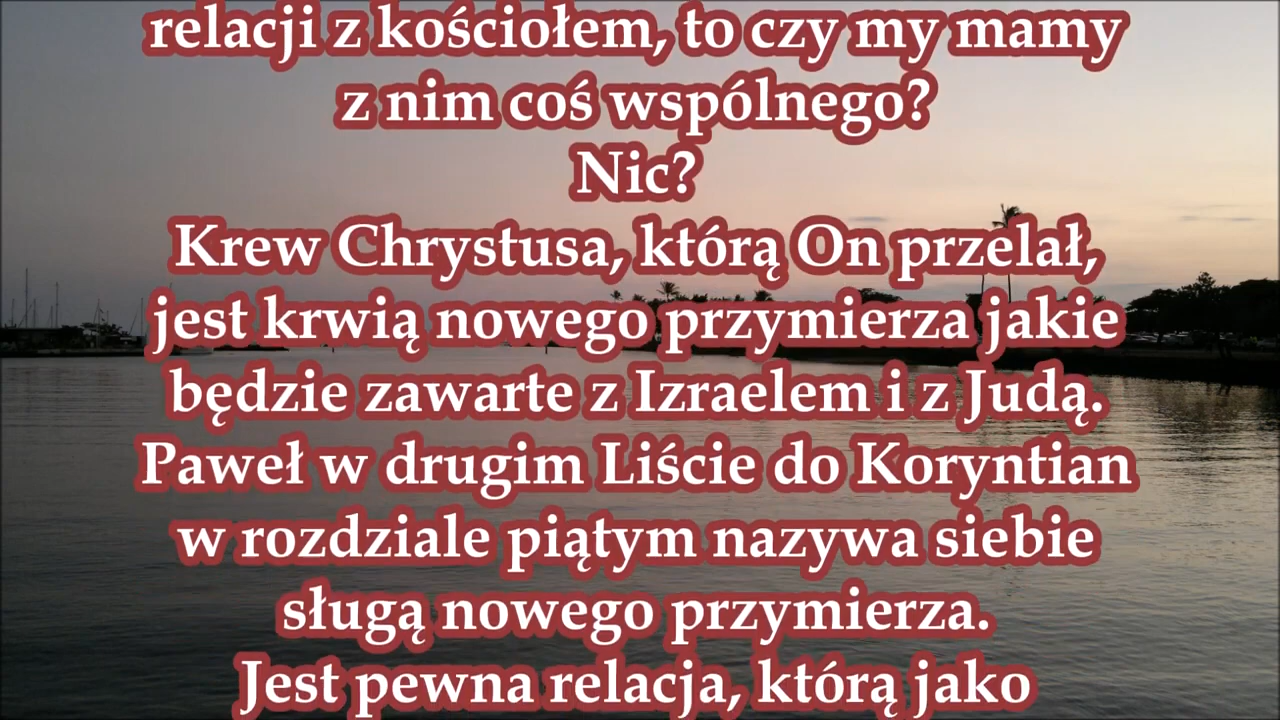 relacji z kościołem, to czy my mamy
z nim coś wspólnego?
Nic?
Krew Chrystusa, którą On przelał,
jest krwią nowego przymierza jakie
będzie zawarte z Izraelem i z Judą.
Paweł w drugim Liście do Koryntian
w rozdziale piątym nazywa siebie
sługą nowego przymierza.
Jest pewna relacja, którą jako